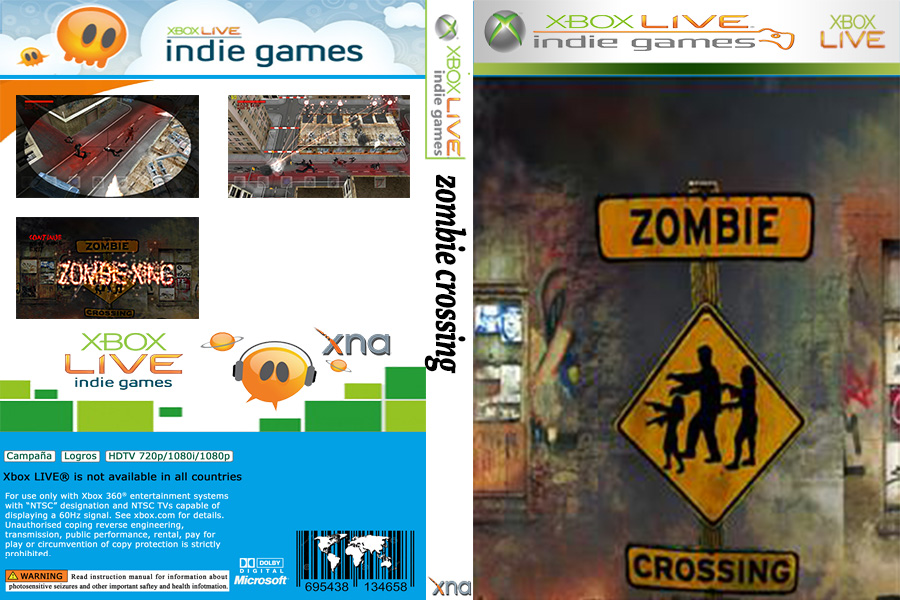 XBOX LIVE
indie games
CONTINUE
ZOMBIE
ZOMBIE XING
CROSSING
XBOX
LIVE
indie games
xna
Campaña Logros HDTV 720p/1080i/1080p
Xbox LIVE® is not available in all countries
For use only with Xbox 360® entertainment systems
with "NTSC" designation and NTSC TVs capable of
displaying a 60Hz signal. See xbox.com for details.
Unauthorised coping reverse engineering,
transmission, public performance, rental, pay for
play or circumvention of copy protection is strictly
prohibited.
WARNING Read instruction manual for information about
photosensitive seizures and other important saftey and health infotmation.
DOLBY
DIGITAL
Microsoft
695438 134658
XBOX LIVE
indie games
zombie crossing
xna
XBOX LIVE
indie games
XBOX
LIVE
ZOMBIE
CROSSING